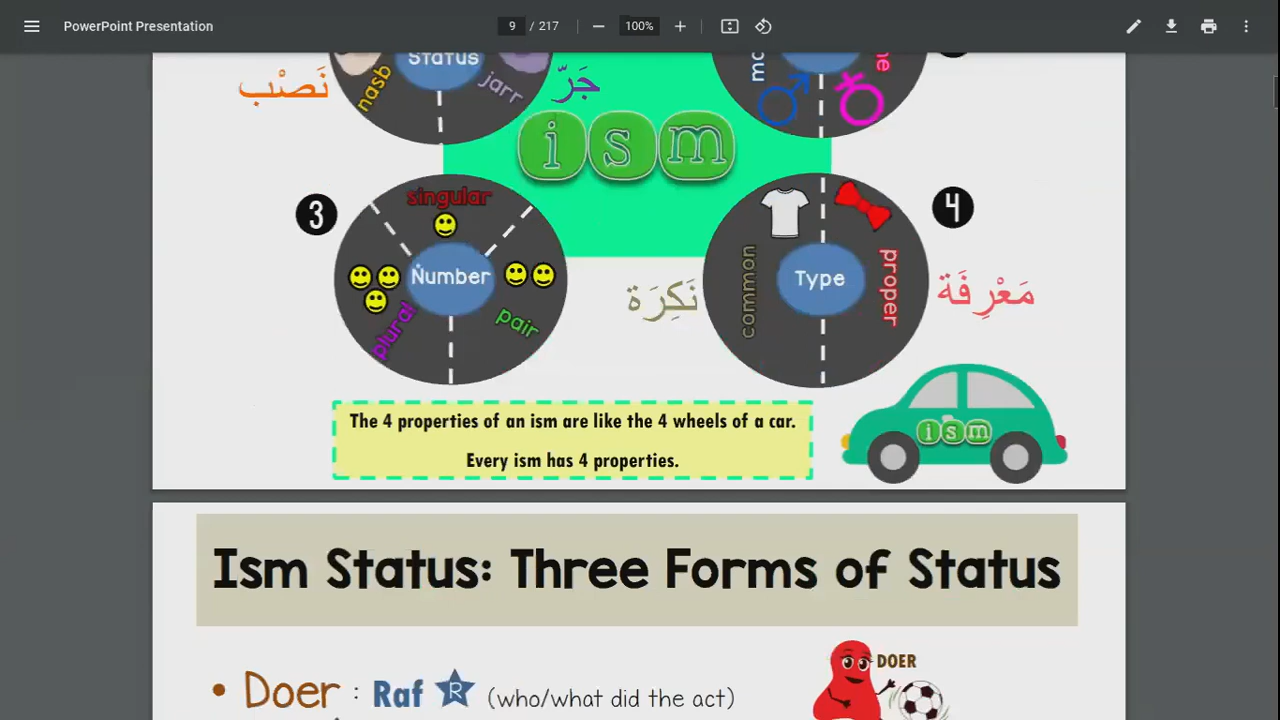 PowerPoint Presentation
9 / 217
100%
Status
nasb
jarr
نَصْب
جَرّ
ism
3
singular
Number
plural
pair
4
common
Type
proper
نَكِرَة
مَعْرِفَة
The 4 properties of an ism are like the 4 wheels of a car.
Every ism has 4 properties.
ism
Ism Status: Three Forms of Status
• Doer : Raf R (who/what did the act)
DOER